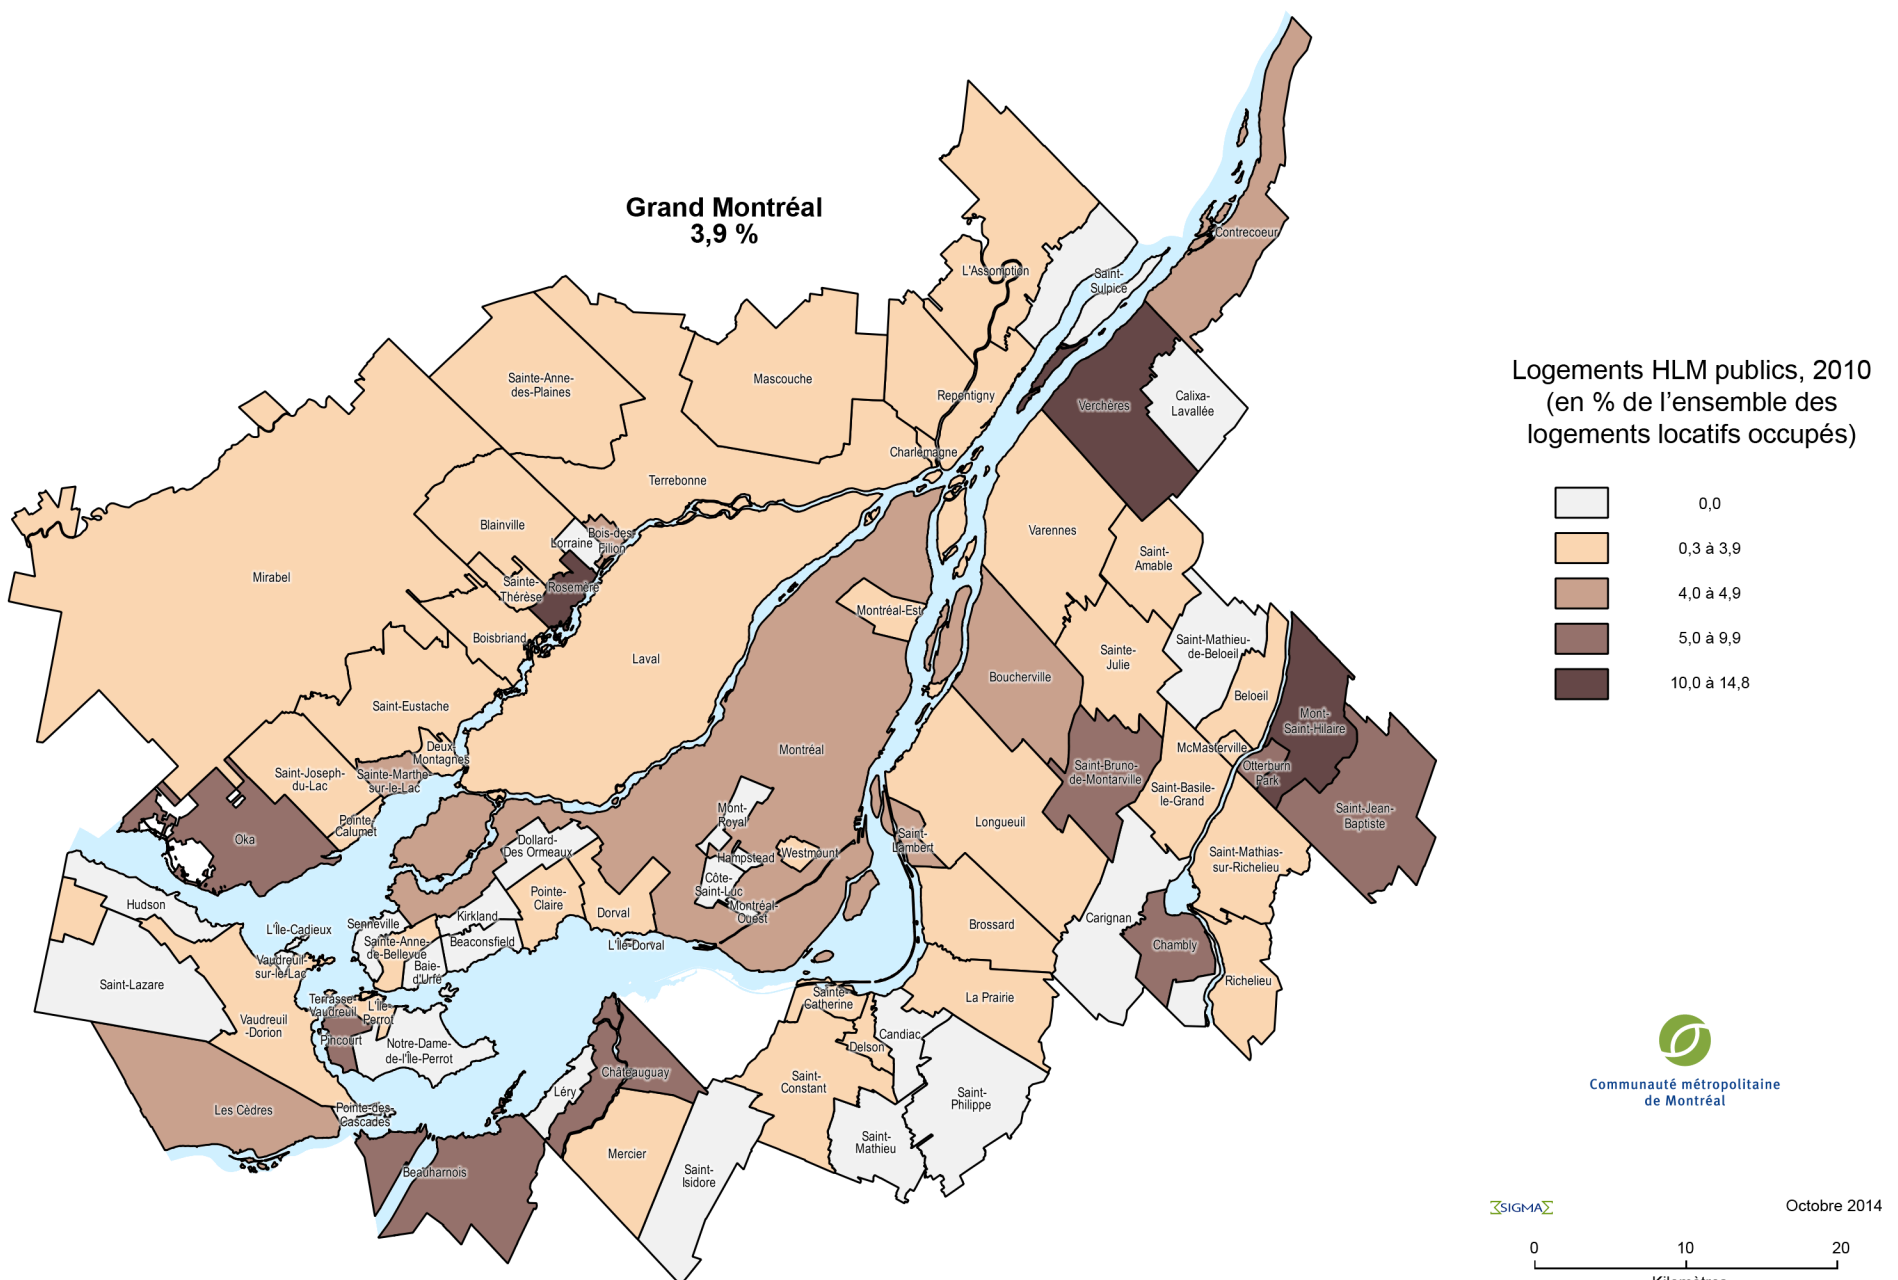 Grand Montréal
3,9 %
Contrecoeur
L'Assomption
Saint-
Sulpice
Sainte-Anne-
des-Plaines
Mascouche
Repentigny
Verchères
Calixa-
Lavallée
Charlemagne
Terrebonne
Blainville
Lorraine
Bois-des-
Filion
Varennes
Saint-
Amable
Mirabel
Sainte-
Thérèse
Rosemère
Montréal-Est
Boisbriand
Laval
Saint-Mathieu-
de-Beloeil
Sainte-
Julie
Boucherville
Beloeil
Saint-Eustache
Mont-
Saint-Hilaire
Deux-
Montagnes
Montréal
McMasterville
Saint-Joseph-
du-Lac
Sainte-Marthe-
sur-le-Lac
Saint-Bruno-
de-Montarville
Otterburn
Park
Saint-Basile-
le-Grand
Mont-
Royal
Pointe-
Calumet
Longueuil
Saint-Jean-
Baptiste
Oka
Dollard-
Des Ormeaux
Saint-
Lambert
Hampstead
Westmount
Saint-Mathias-
sur-Richelieu
Côte-
Saint-Luc
Pointe-
Claire
Montréal-
Ouest
Hudson
Kirkland
Dorval
Carignan
Senneville
L'Île-Cadieux
Brossard
Sainte-Anne-
de-Bellevue
Beaconsfield
L'Île-Dorval
Chambly
Vaudreuil-
sur-le-Lac
Baie-
d'Urfé
Saint-Lazare
Richelieu
La Prairie
Terrasse-
Vaudreuil
L'Île-
Perrot
Sainte-
Catherine
Vaudreuil
-Dorion
Pincourt
Notre-Dame-
de-l'Île-Perrot
Candiac
Delson
Châteauguay
Saint-
Constant
Léry
Saint-
Philippe
Les Cèdres
Pointe-des-
Cascades
Saint-
Mathieu
Mercier
Beauharnois
Saint-
Isidore
Logements HLM publics, 2010
(en % de l’ensemble des
logements locatifs occupés)
0,0
0,3 à 3,9
4,0 à 4,9
5,0 à 9,9
10,0 à 14,8
Communauté métropolitaine
de Montréal
SIGMA
Octobre 2014
0 10 20
Kilomètres